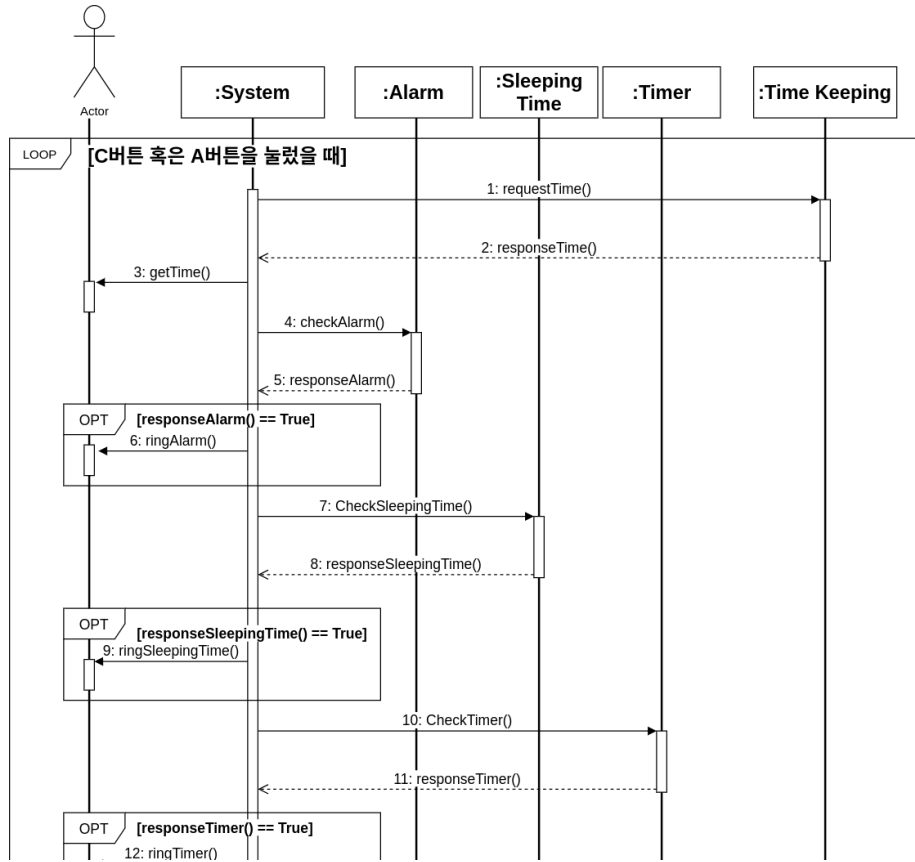 Actor
:System
:Alarm
:Sleeping
Time
:Timer
:Time Keeping
LOOP
[C버튼 혹은 A버튼을 눌렀을 때]
1: requestTime()
2: responseTime()
3: getTime()
4: checkAlarm()
5: responseAlarm()
OPT
[responseAlarm() == True]
6: ringAlarm()
7: CheckSleepingTime()
8: responseSleepingTime()
OPT
[responseSleepingTime() == True]
9: ringSleepingTime()
10: CheckTimer()
11: responseTimer()
OPT
[responseTimer() == True]
12: ringTimer()